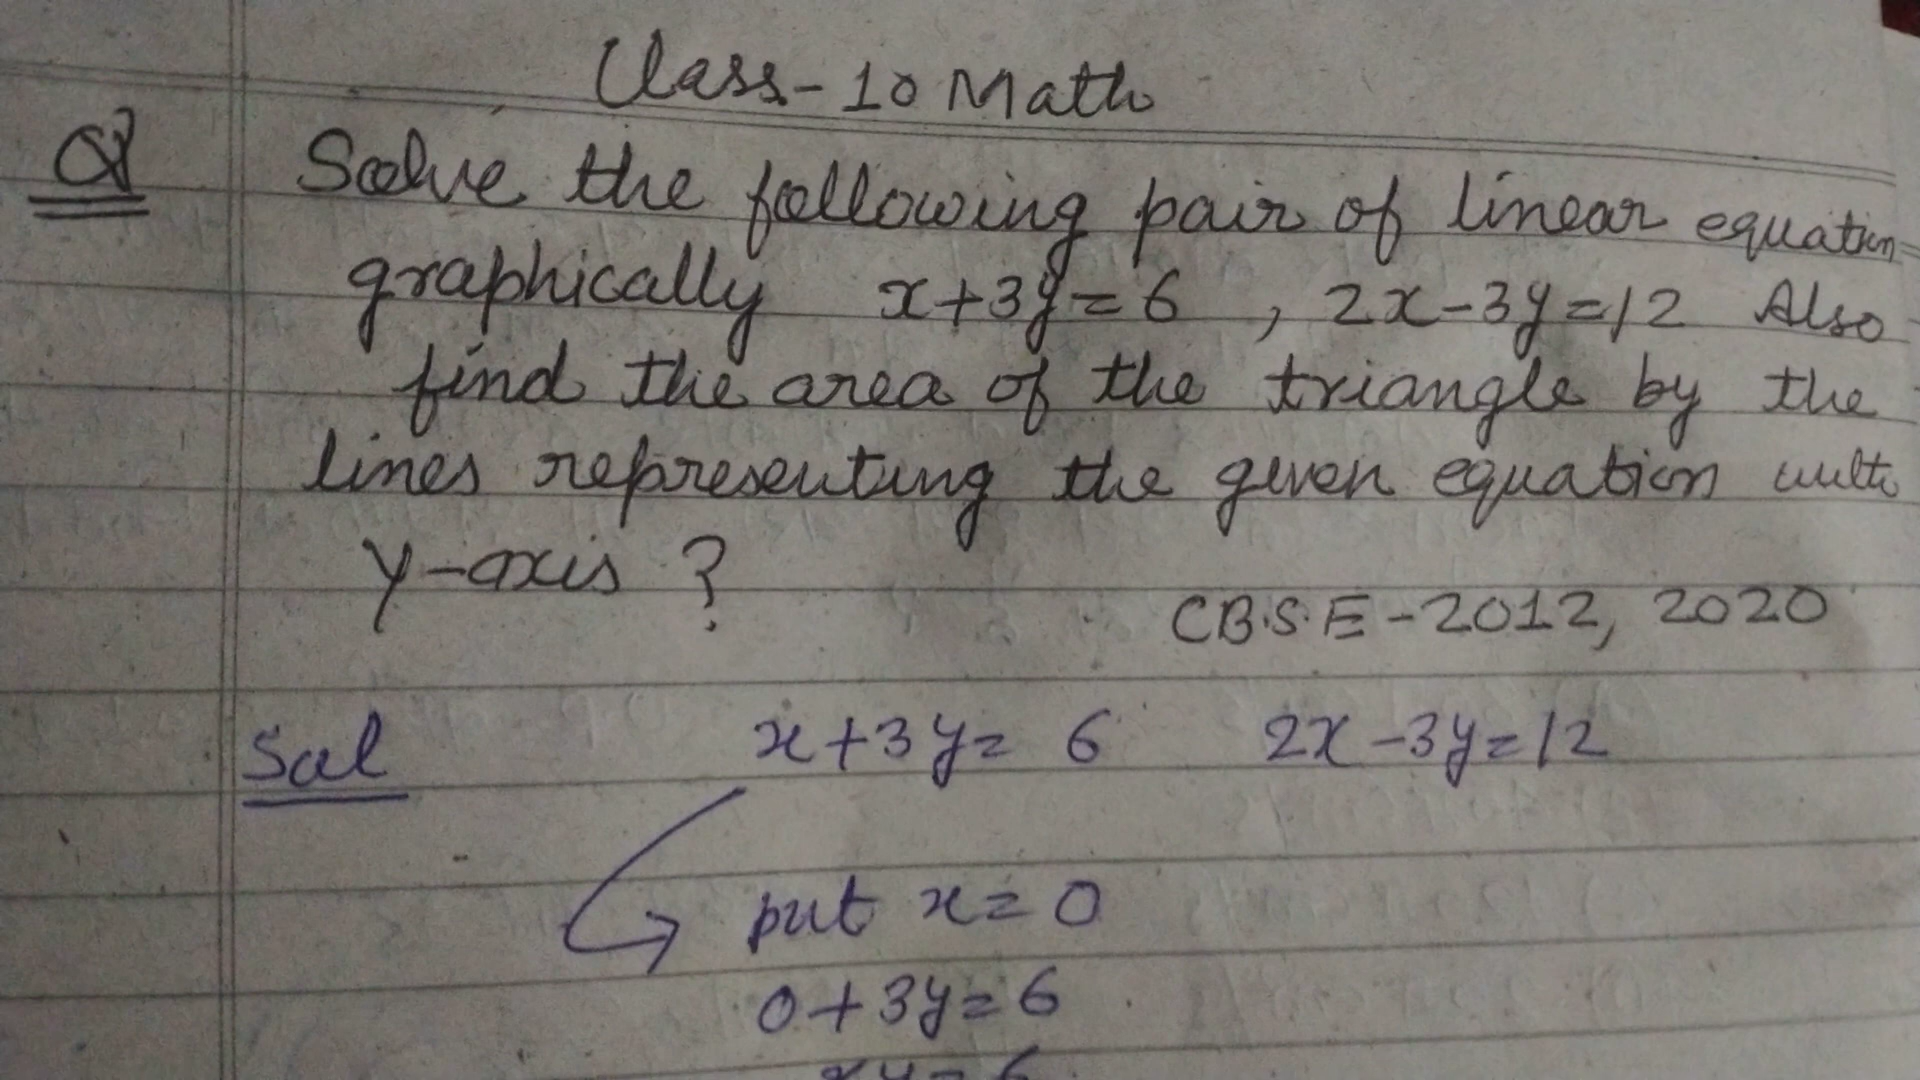 Class-10 Math
Q Solve the following pair of linear equation
graphically x+3y=6 , 2x-3y=12 Also
find the area of the triangle by the
lines representing the given equation with
y-axis ?
C.B.S.E-2012, 2020
Sol x+3y= 6 2x-3y=12
put x=0
0+3y=6